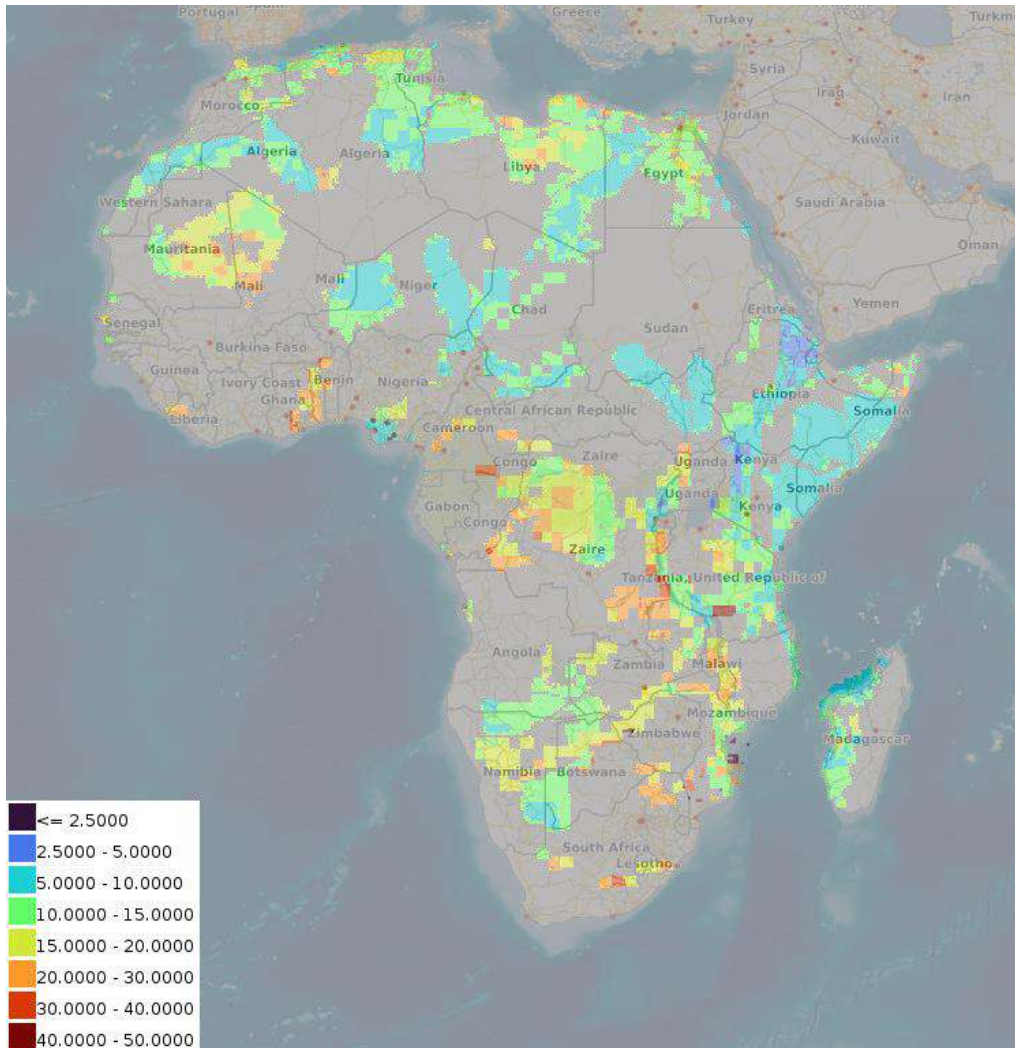 Portugal
Spain
Greece
Turkey
Turkm
Syria
Iraq
Iran
Jordan
Kuwait
Tunisia
Morocco
Algeria
Algeria
Libya
Egypt
Western Sahara
Saudi Arabia
Oman
Mauritania
Mali
Mali
Niger
Chad
Sudan
Eritrea
Yemen
Senegal
Burkina Faso
Guinea
Ivory Coast
Benin
Ghana
Nigeria
Liberia
Ethiopia
Somalia
Central African Republic
Cameroon
Congo
Zaire
Uganda
Kenya
Uganda
Somalia
Gabon
Congo
Kenya
Zaire
Tanzania, United Republic of
Angola
Zambia
Malawi
Mozambique
Zimbabwe
Madagascar
Namibia
Botswana
South Africa
Lesotho
<= 2.5000
2.5000 - 5.0000
5.0000 - 10.0000
10.0000 - 15.0000
15.0000 - 20.0000
20.0000 - 30.0000
30.0000 - 40.0000
40.0000 - 50.0000